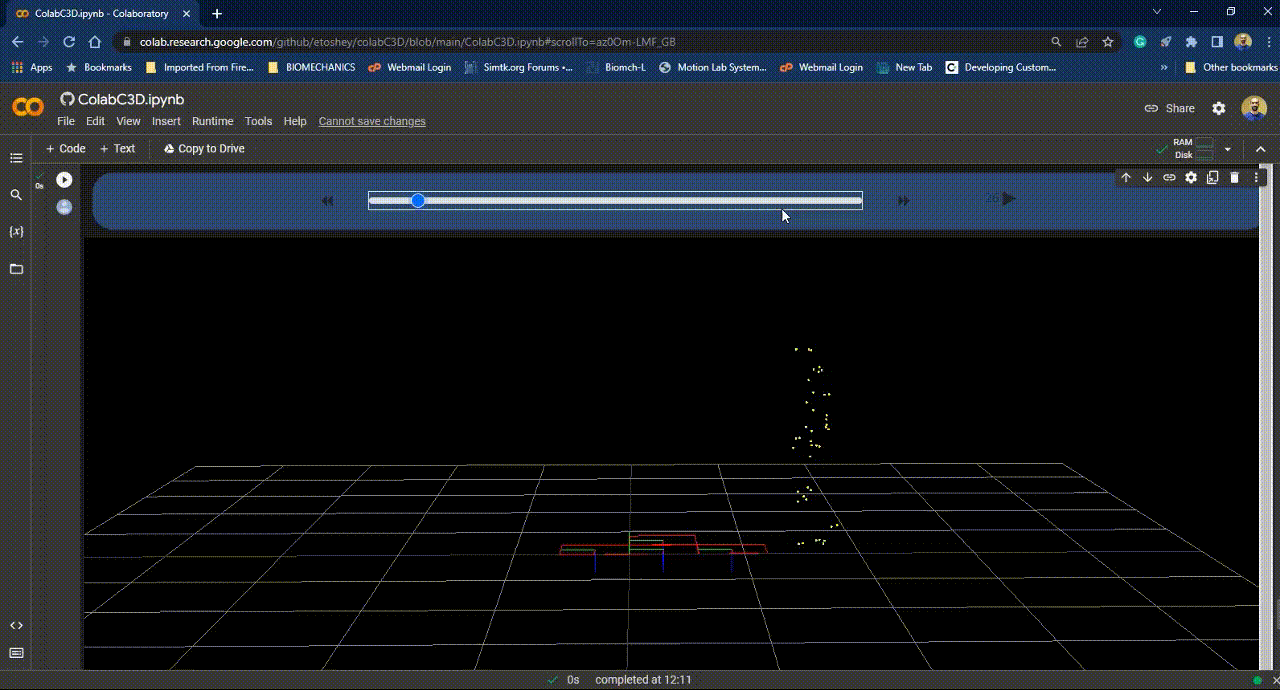 ColabC3D.ipynb - Colaboratory
colab.research.google.com/github/etoshey/colabC3D/blob/main/ColabC3D.ipynb#scrollTo=az0Om-LMF_GB
Apps Bookmarks Imported From Fire... BIOMECHANICS Webmail Login Simtk.org Forums •... Biomch-L Motion Lab System... Webmail Login New Tab Developing Custom... » Other bookmarks
ColabC3D.ipynb
Share
File Edit View Insert Runtime Tools Help Cannot save changes
+ Code + Text Copy to Drive
RAM
Disk
0s
26
{x}
0s completed at 12:11